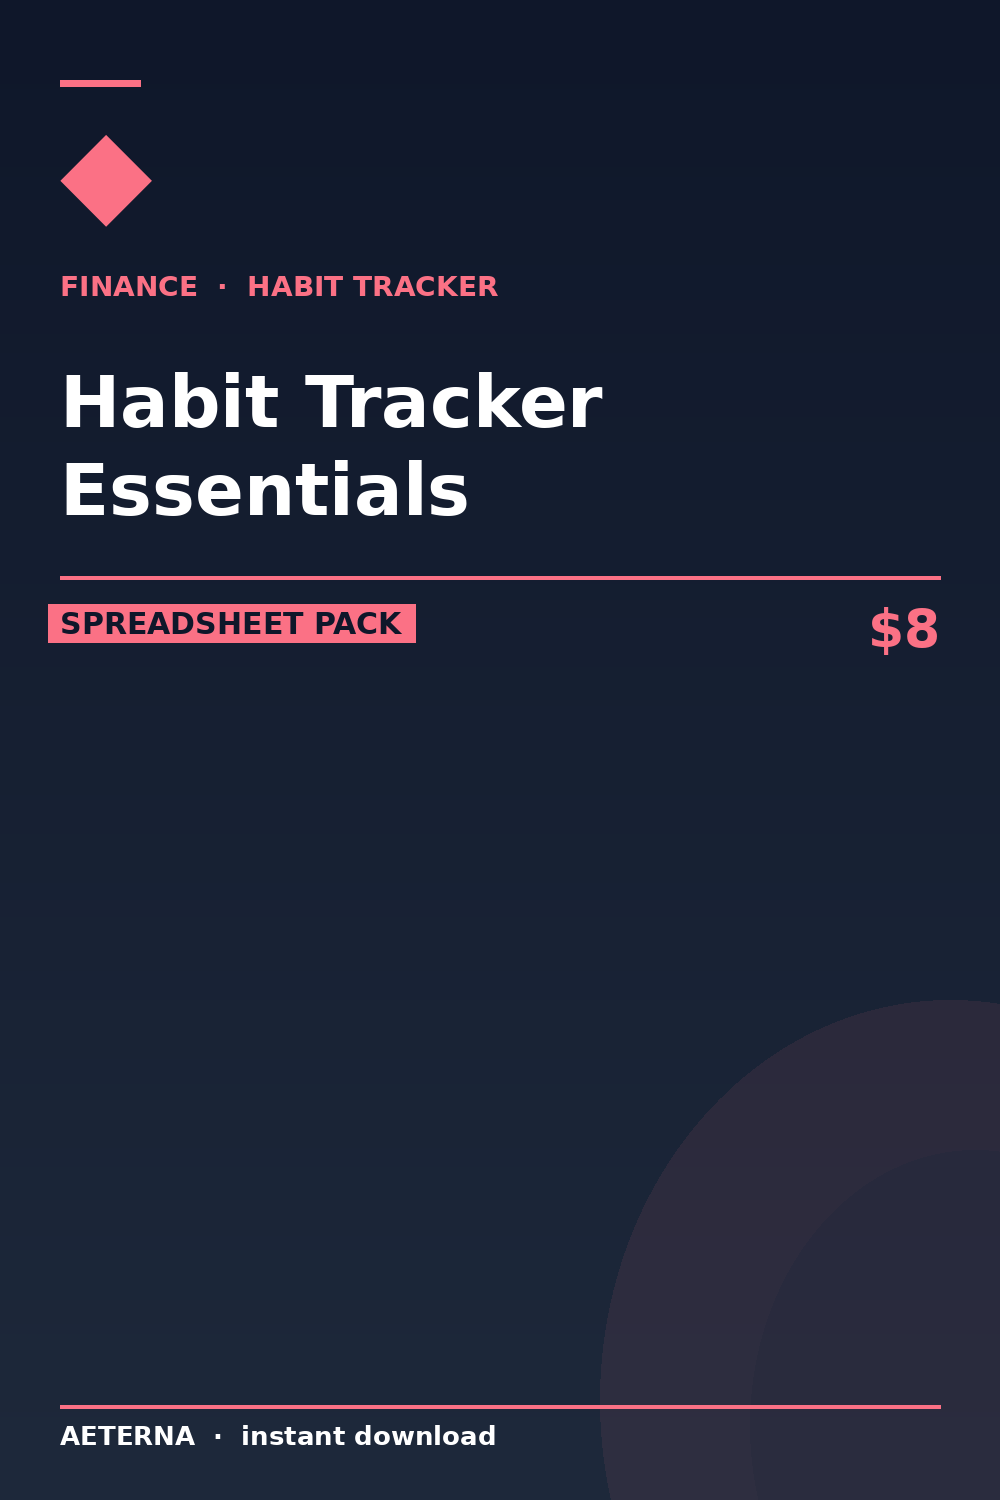 FINANCE · HABIT TRACKER
Habit Tracker
Essentials
SPREADSHEET PACK
$8
AETERNA · instant download